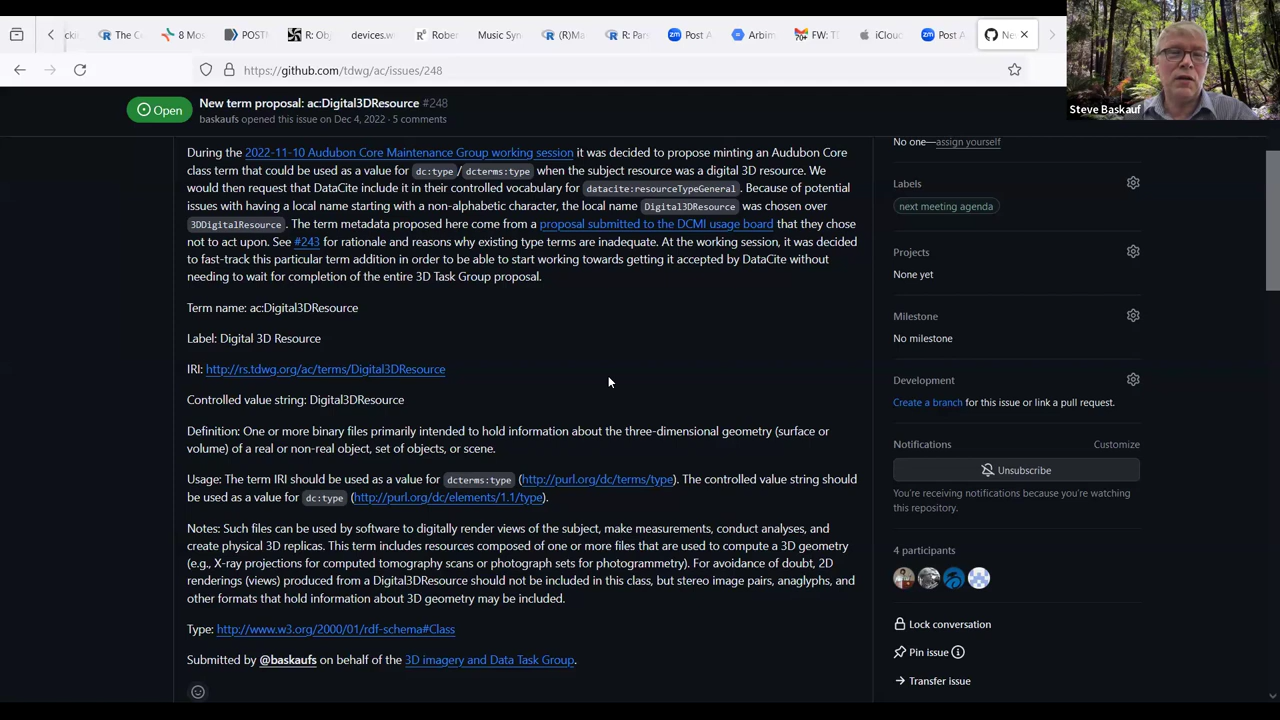 The C
8 Mos
POSTI
R: Obj
devices.w
Rober
Music Syn
(R)Ma
R: Par
Post A
Arbim
FW: T
iClou
Post A
Ne
https://github.com/tdwg/ac/issues/248
Steve Baskauf
Open
New term proposal: ac:Digital3DResource #248
baskaufs opened this issue on Dec 4, 2022 · 5 comments
During the 2022-11-10 Audubon Core Maintenance Group working session it was decided to propose minting an Audubon Core
class term that could be used as a value for dc:type / dcterms:type when the subject resource was a digital 3D resource. We
would then request that DataCite include it in their controlled vocabulary for datacite:resourceTypeGeneral. Because of potential
issues with having a local name starting with a non-alphabetic character, the local name Digital3DResource was chosen over
3DDigitalResource. The term metadata proposed here come from a proposal submitted to the DCMI usage board that they chose
not to act upon. See #243 for rationale and reasons why existing type terms are inadequate. At the working session, it was decided
to fast-track this particular term addition in order to be able to start working towards getting it accepted by DataCite without
needing to wait for completion of the entire 3D Task Group proposal.
Term name: ac:Digital3DResource
Label: Digital 3D Resource
IRI: http://rs.tdwg.org/ac/terms/Digital3DResource
Controlled value string: Digital3DResource
Definition: One or more binary files primarily intended to hold information about the three-dimensional geometry (surface or
volume) of a real or non-real object, set of objects, or scene.
Usage: The term IRI should be used as a value for dcterms:type (http://purl.org/dc/terms/type). The controlled value string should
be used as a value for dc:type (http://purl.org/dc/elements/1.1/type).
Notes: Such files can be used by software to digitally render views of the subject, make measurements, conduct analyses, and
create physical 3D replicas. This term includes resources composed of one or more files that are used to compute a 3D geometry
(e.g., X-ray projections for computed tomography scans or photograph sets for photogrammetry). For avoidance of doubt, 2D
renderings (views) produced from a Digital3DResource should not be included in this class, but stereo image pairs, anaglyphs, and
other formats that hold information about 3D geometry may be included.
Type: http://www.w3.org/2000/01/rdf-schema#Class
Submitted by @baskaufs on behalf of the 3D imagery and Data Task Group.
No one—assign yourself
Labels
next meeting agenda
Projects
None yet
Milestone
No milestone
Development
Create a branch for this issue or link a pull request.
Notifications
Customize
Unsubscribe
You're receiving notifications because you're watching
this repository.
4 participants
Lock conversation
Pin issue
Transfer issue